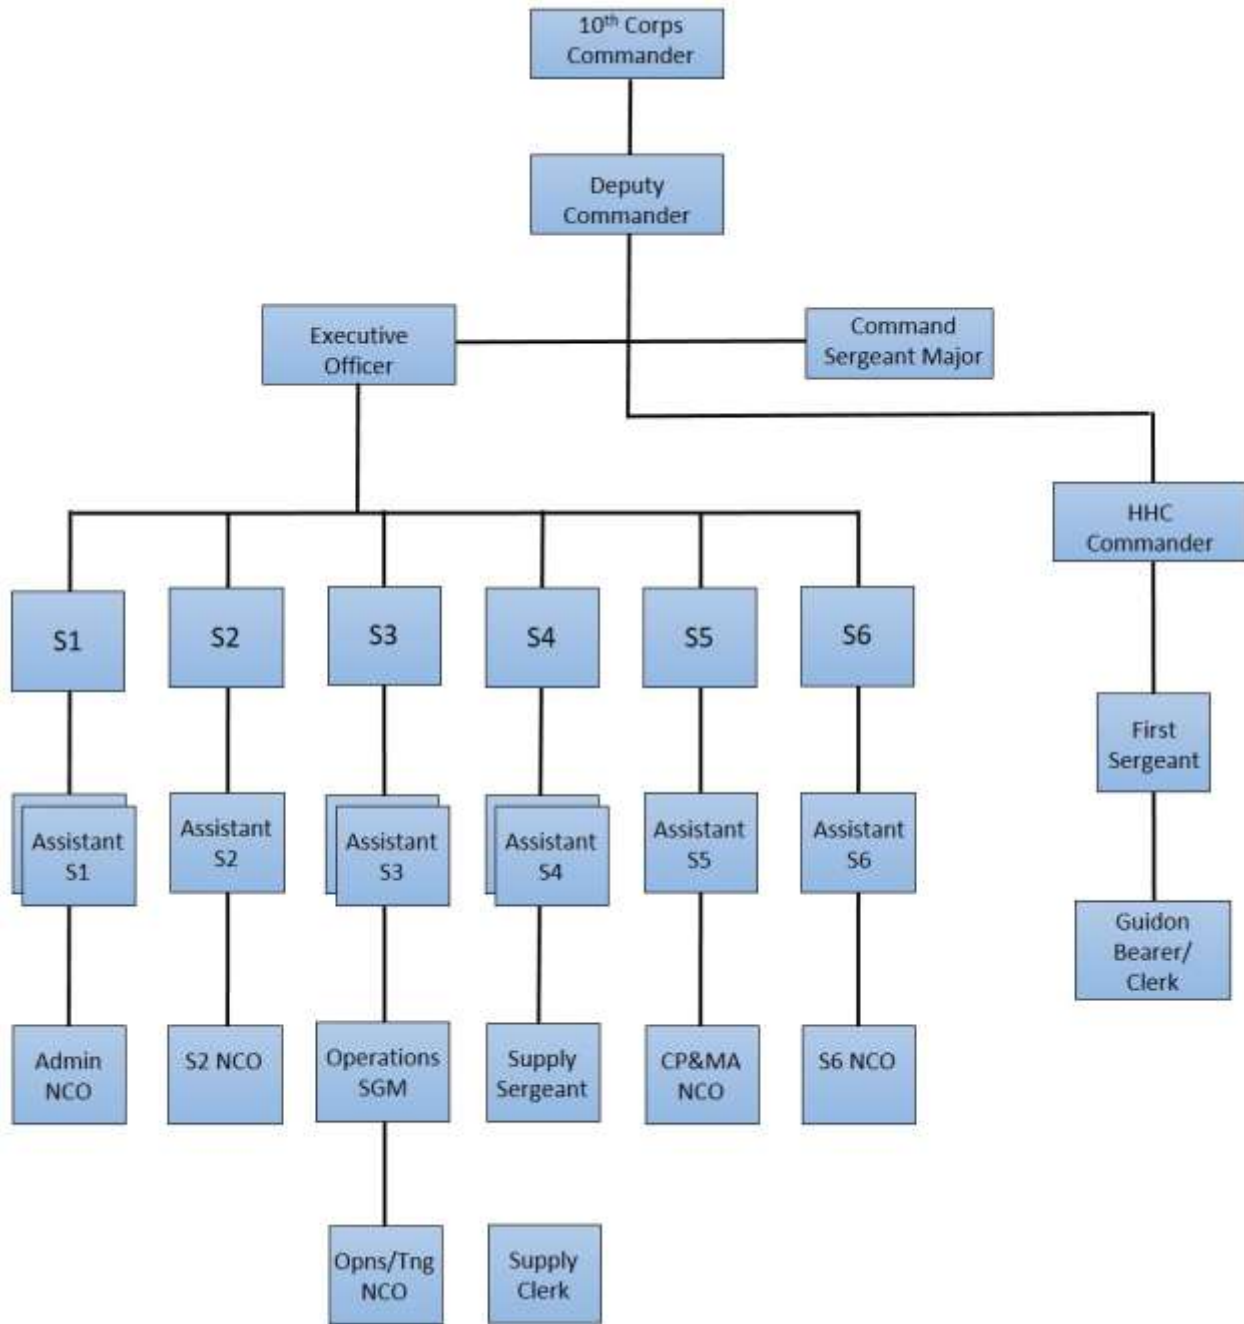 10th Corps
Commander
Deputy
Commander
Executive
Officer
Command
Sergeant Major
HHC
Commander
S1
S2
S3
S4
S5
S6
First
Sergeant
Assistant
S1
Assistant
S2
Assistant
S3
Assistant
S4
Assistant
S5
Assistant
S6
Guidon
Bearer/
Clerk
Admin
NCO
S2 NCO
Operations
SGM
Supply
Sergeant
CP&MA
NCO
S6 NCO
Opns/Tng
NCO
Supply
Clerk